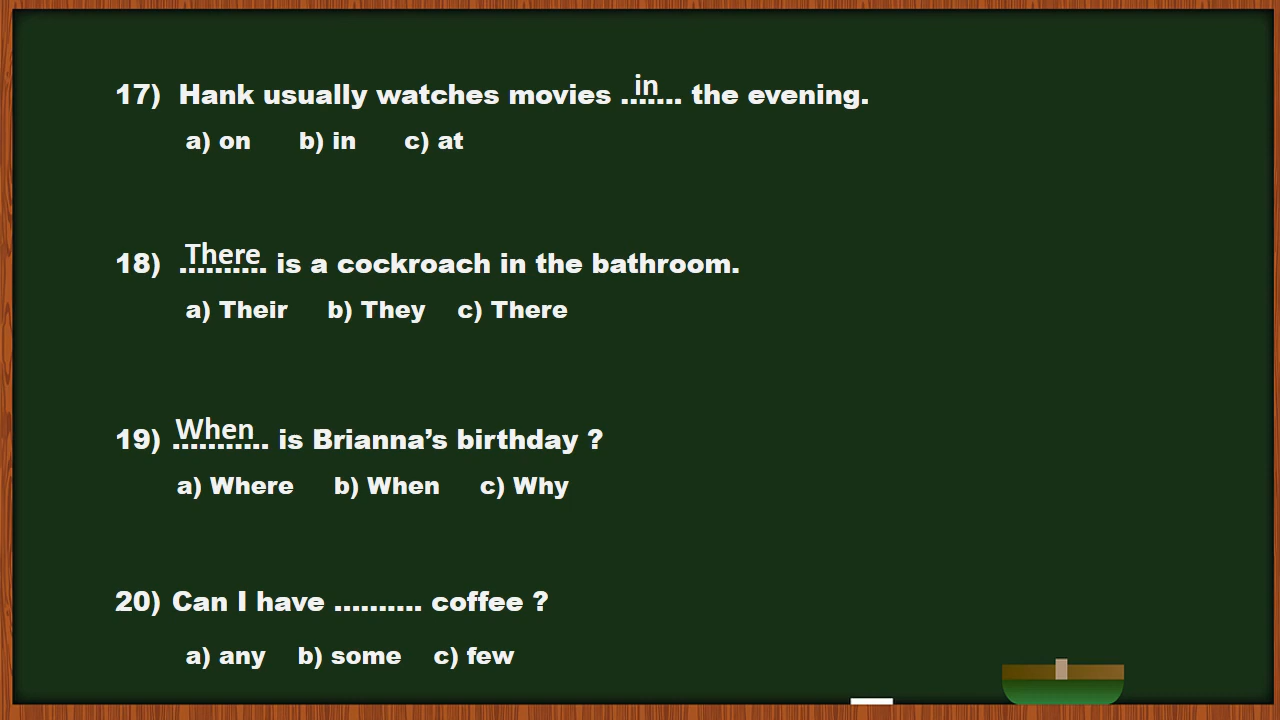 17) Hank usually watches movies .in...... the evening.
a) on b) in c) at
18) There.......... is a cockroach in the bathroom.
a) Their b) They c) There
19) When........... is Brianna’s birthday ?
a) Where b) When c) Why
20) Can I have .......... coffee ?
a) any b) some c) few